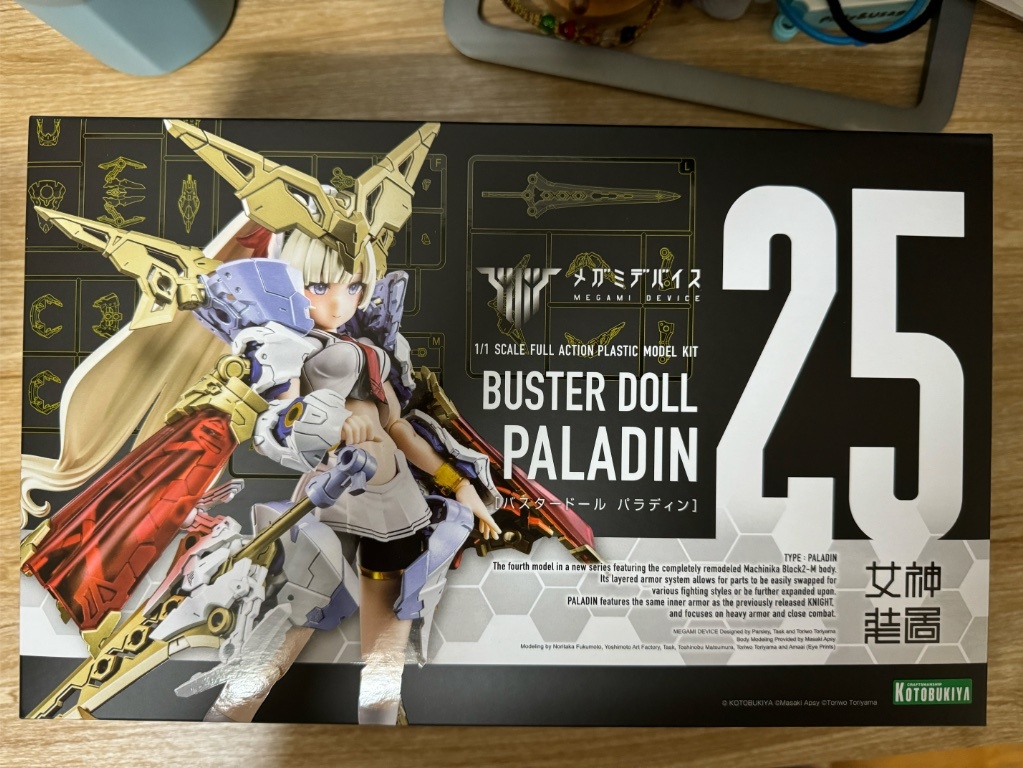 F
L
25
メガミデバイス
MEGAMI DEVICE
1/1 SCALE FULL ACTION PLASTIC MODEL KIT
M
BUSTER DOLL
PALADIN
[バスタードール パラディン]
TYPE : PALADIN
The fourth model in a new series featuring the completely remodeled Machinika Block2-M body.
Its layered armor system allows for parts to be easily swapped for
various fighting styles or be further expanded upon.
PALADIN features the same inner armor as the previously released KNIGHT,
and focuses on heavy armor and close combat.
MEGAMI DEVICE Designed by Parsley, Task and Toriwo Toriyama
Body Modeling Provided by Masaki Apsy
Modeling by Noritaka Fukumoto, Yoshimoto Art Factory, Task, Yoshinobu Matsumura, Toriwo Toriyama and Amasi (Eye Prints)
女神
装置
CRAFTSMANSHIP
KOTOBUKIYA
© KOTOBUKIYA ©Masaki Apsy ©Toriwo Toriyama